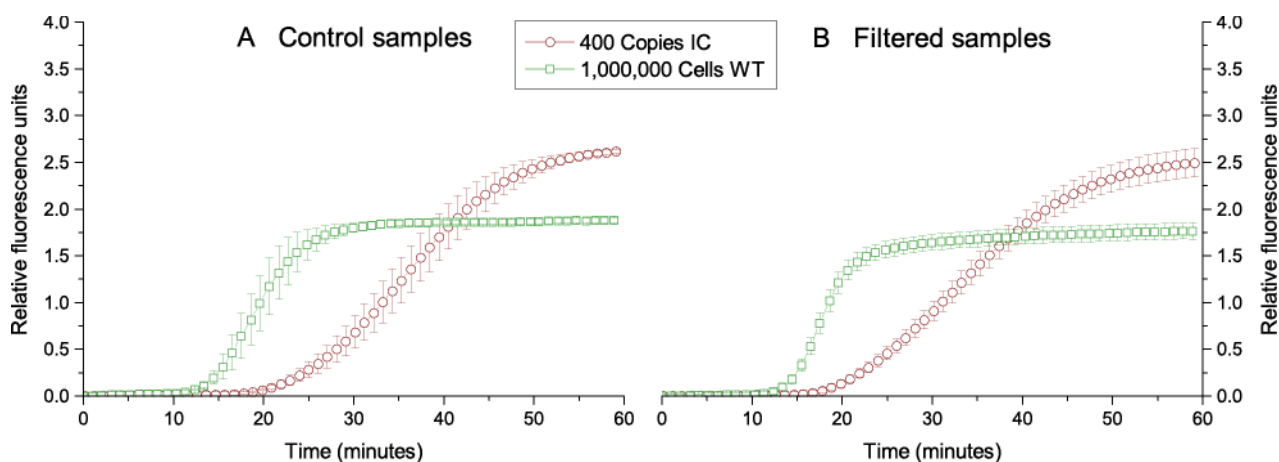 A Control samples
400 Copies IC
1,000,000 Cells WT
B Filtered samples
Relative fluorescence units
4.0
3.5
3.0
2.5
2.0
1.5
1.0
0.5
0.0
0 10 20 30 40 50 60
Time (minutes)
0 10 20 30 40 50 60
Time (minutes)
4.0
3.5
3.0
2.5
2.0
1.5
1.0
0.5
0.0
Relative fluorescence units